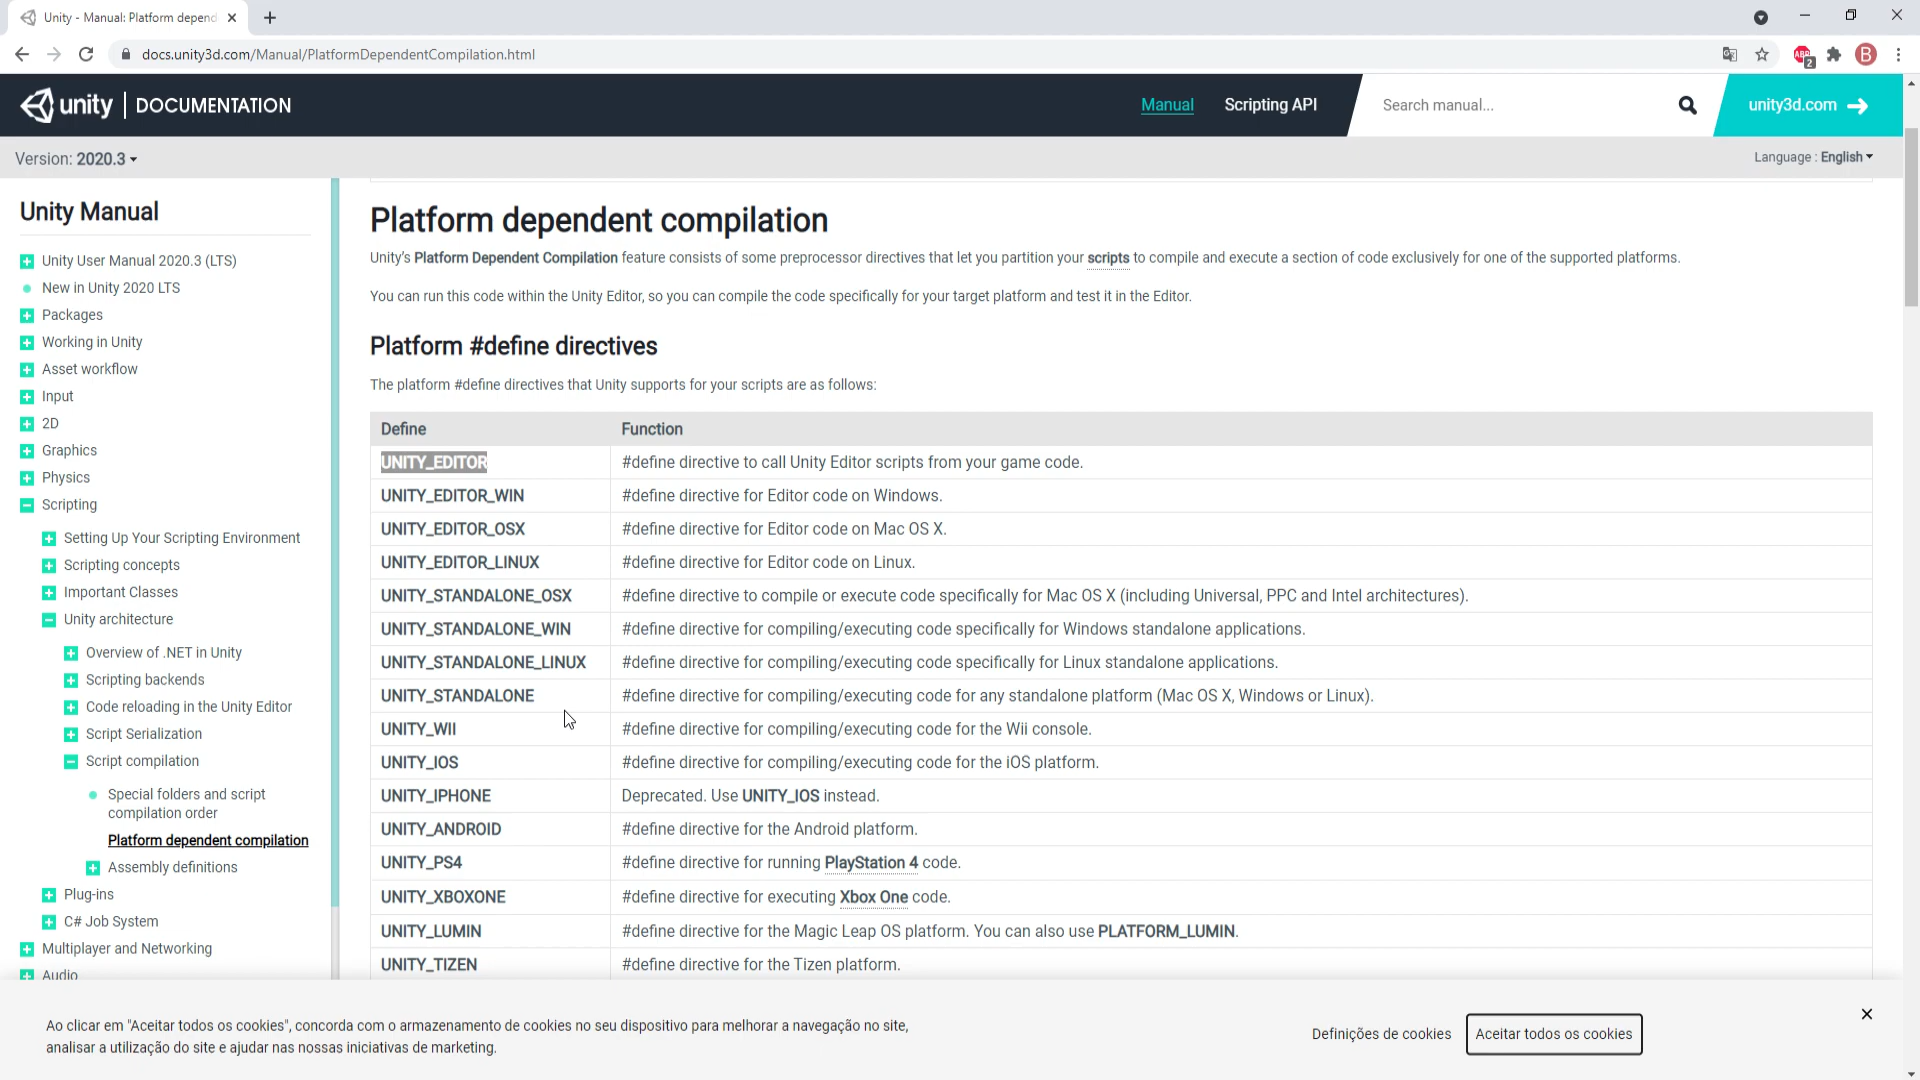 Unity - Manual: Platform depend
docs.unity3d.com/Manual/PlatformDependentCompilation.html
ABP
2
B
unity | DOCUMENTATION
Manual
Scripting API
Search manual...
unity3d.com
Version: 2020.3
Language : English
Unity Manual
Unity User Manual 2020.3 (LTS)
New in Unity 2020 LTS
Packages
Working in Unity
Asset workflow
Input
2D
Graphics
Physics
Scripting
Setting Up Your Scripting Environment
Scripting concepts
Important Classes
Unity architecture
Overview of .NET in Unity
Scripting backends
Code reloading in the Unity Editor
Script Serialization
Script compilation
Special folders and script
compilation order
Platform dependent compilation
Assembly definitions
Plug-ins
C# Job System
Multiplayer and Networking
Audio
Platform dependent compilation
Unity's Platform Dependent Compilation feature consists of some preprocessor directives that let you partition your scripts to compile and execute a section of code exclusively for one of the supported platforms.
You can run this code within the Unity Editor, so you can compile the code specifically for your target platform and test it in the Editor.
Platform #define directives
The platform #define directives that Unity supports for your scripts are as follows:
Define Function
UNITY_EDITOR #define directive to call Unity Editor scripts from your game code.
UNITY_EDITOR_WIN #define directive for Editor code on Windows.
UNITY_EDITOR_OSX #define directive for Editor code on Mac OS X.
UNITY_EDITOR_LINUX #define directive for Editor code on Linux.
UNITY_STANDALONE_OSX #define directive to compile or execute code specifically for Mac OS X (including Universal, PPC and Intel architectures).
UNITY_STANDALONE_WIN #define directive for compiling/executing code specifically for Windows standalone applications.
UNITY_STANDALONE_LINUX #define directive for compiling/executing code specifically for Linux standalone applications.
UNITY_STANDALONE #define directive for compiling/executing code for any standalone platform (Mac OS X, Windows or Linux).
UNITY_WII #define directive for compiling/executing code for the Wii console.
UNITY_IOS #define directive for compiling/executing code for the iOS platform.
UNITY_IPHONE Deprecated. Use UNITY_IOS instead.
UNITY_ANDROID #define directive for the Android platform.
UNITY_PS4 #define directive for running PlayStation 4 code.
UNITY_XBOXONE #define directive for executing Xbox One code.
UNITY_LUMIN #define directive for the Magic Leap OS platform. You can also use PLATFORM_LUMIN.
UNITY_TIZEN #define directive for the Tizen platform.
Ao clicar em "Aceitar todos os cookies", concorda com o armazenamento de cookies no seu dispositivo para melhorar a navegação no site,
analisar a utilização do site e ajudar nas nossas iniciativas de marketing.
Definições de cookies
Aceitar todos os cookies